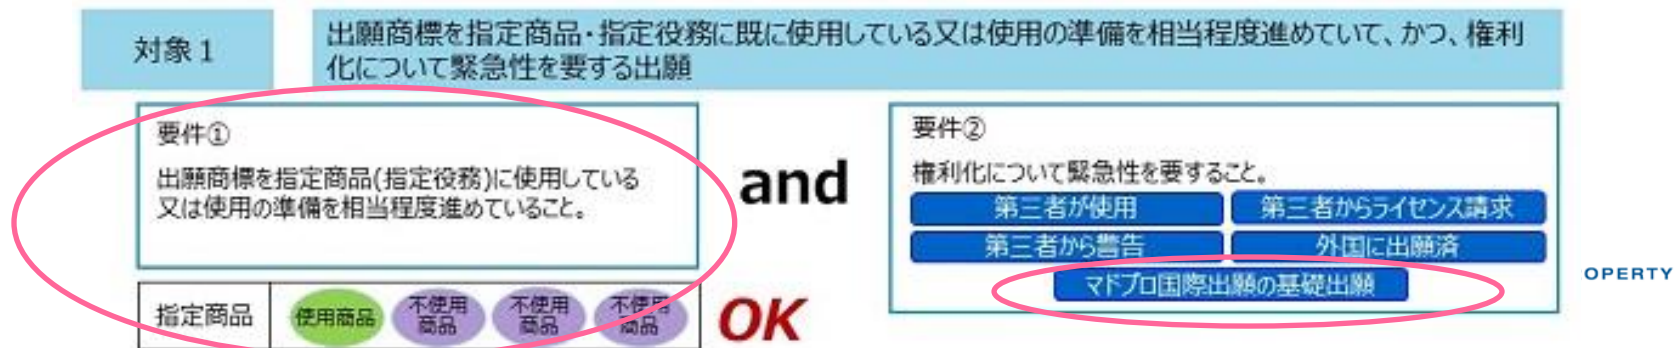 対象1
出願商標を指定商品・指定役務に既に使用している又は使用の準備を相当程度進めていて、かつ、権利
化について緊急性を要する出願
要件①
出願商標を指定商品(指定役務)に使用している
又は使用の準備を相当程度進めていること。
and
要件②
権利化について緊急性を要すること。
第三者が使用
第三者からライセンス請求
第三者から警告
外国に出願済
マドプロ国際出願の基礎出願
OPERTY
指定商品
使用商品
不使用
商品
不使用
商品
不使用
商品
OK